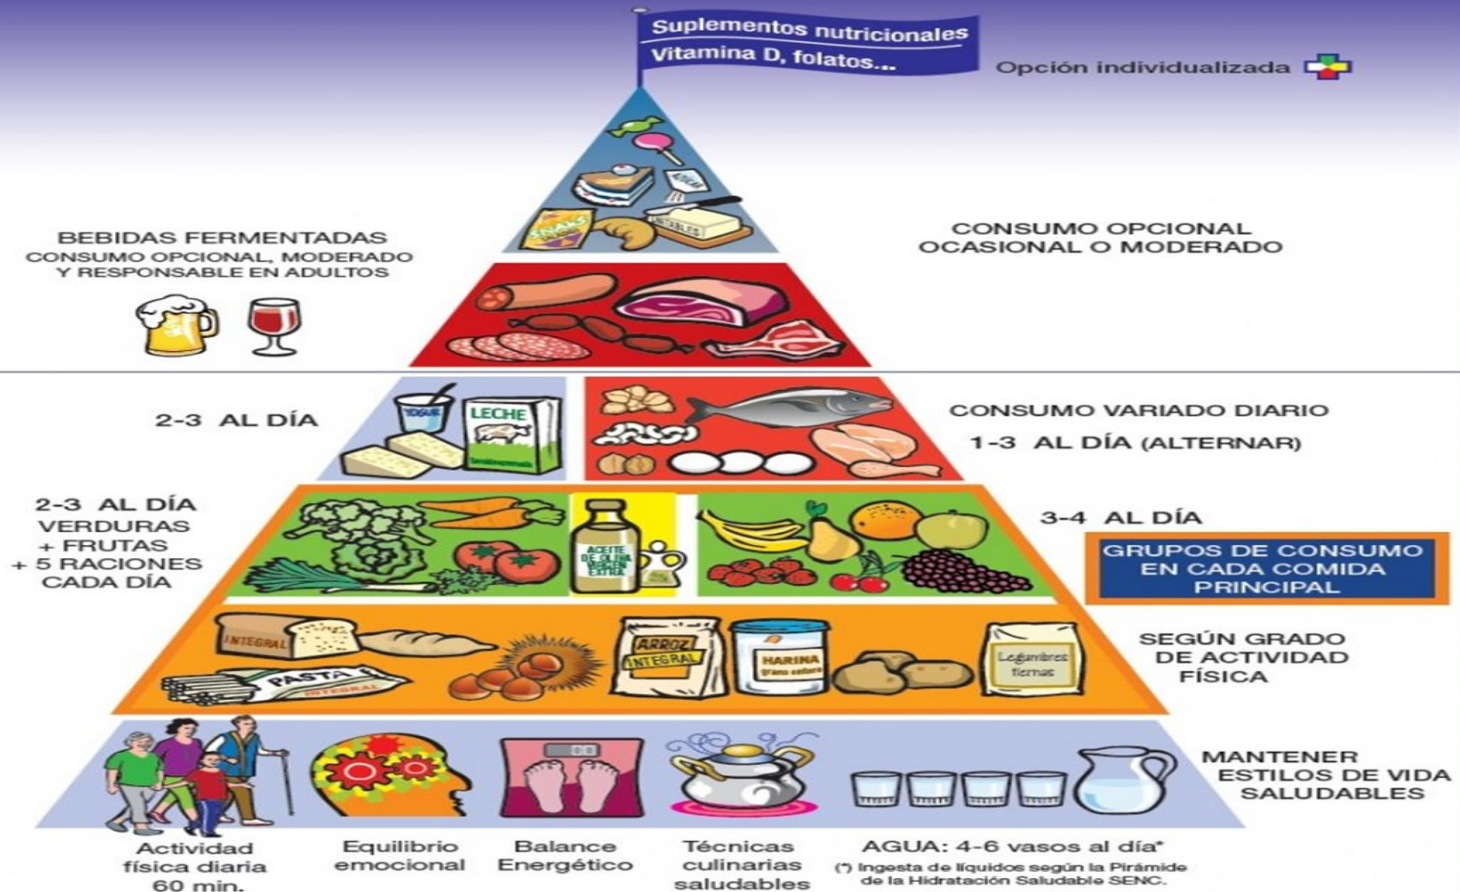 Suplementos nutricionales
Vitamina D, folatos...
Opción individualizada
AZÚCAR
SNAKS
UNTABLES
BEBIDAS FERMENTADAS
CONSUMO OPCIONAL, MODERADO
Y RESPONSABLE EN ADULTOS
CONSUMO OPCIONAL
OCASIONAL O MODERADO
2-3 AL DÍA
YOGUR
LECHE
CONSUMO VARIADO DIARIO
1-3 AL DÍA (ALTERNAR)
2-3 AL DÍA
VERDURAS
+ FRUTAS
+ 5 RACIONES
CADA DÍA
ACEITE
DE OLIVA
VIRGEN
EXTRA
3-4 AL DÍA
GRUPOS DE CONSUMO
EN CADA COMIDA
PRINCIPAL
INTEGRAL
PASTA
INTEGRAL
ARROZ
INTEGRAL
HARINA
grano entero
Legumbres
tiernas
SEGÚN GRADO
DE ACTIVIDAD
FÍSICA
MANTENER
ESTILOS DE VIDA
SALUDABLES
Actividad
física diaria
60 min.
Equilibrio
emocional
Balance
Energético
Técnicas
culinarias
saludables
AGUA: 4-6 vasos al día*
(*) Ingesta de líquidos según la Pirámide
de la Hidratación Saludable SENC.